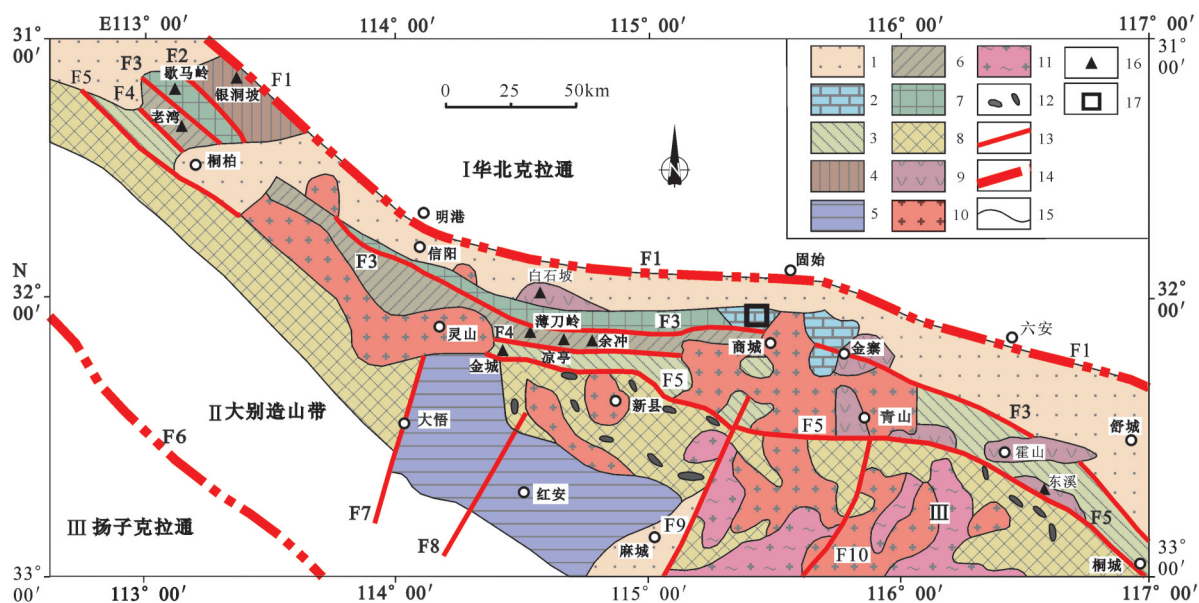 E113° 00′
114° 00′
115° 00′
116° 00′
117° 00′
31° 00′
31° 00′
F5
F3
F2
歇马岭
银洞坡
F1
F4
老湾
桐柏
0 25 50km
N
Ⅰ华北克拉通
1
2
3
4
5
6
7
8
9
10
11
12
13
14
15
16
17
明港
信阳
F3
F1
固始
N
32° 00′
32° 00′
白石坡
薄刀岭
F3
六安
F1
灵山
F4
余冲
商城
金寨
金城
凉亭
F5
F3
Ⅱ大别造山带
大悟
新县
F5
青山
舒城
F6
霍山
东溪
Ⅲ扬子克拉通
F7
红安
F9
Ⅲ
F5
F8
麻城
F10
桐城
33° 00′
33° 00′
113° 00′
114° 00′
115° 00′
116° 00′
117° 00′